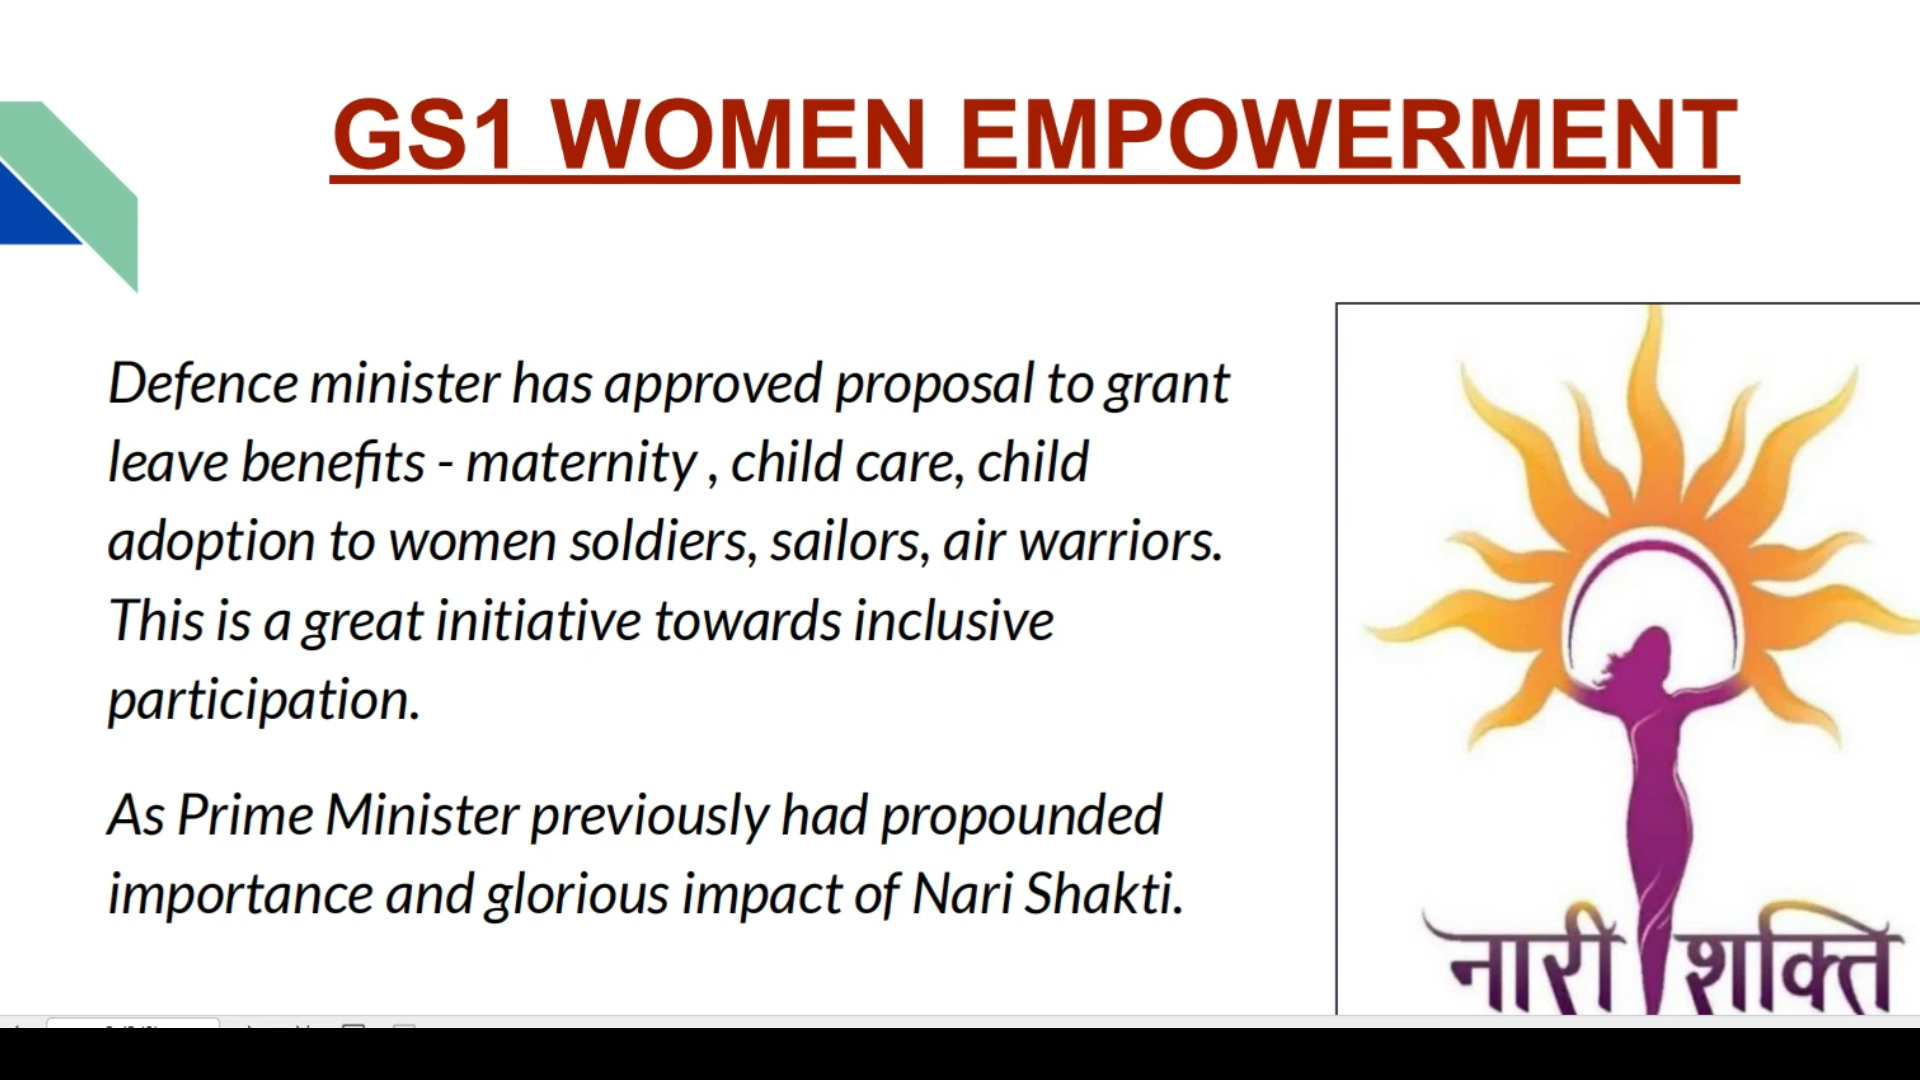 GS1 WOMEN EMPOWERMENT
Defence minister has approved proposal to grant
leave benefits - maternity , child care, child
adoption to women soldiers, sailors, air warriors.
This is a great initiative towards inclusive
participation.
As Prime Minister previously had propounded
importance and glorious impact of Nari Shakti.
नारी शक्ति